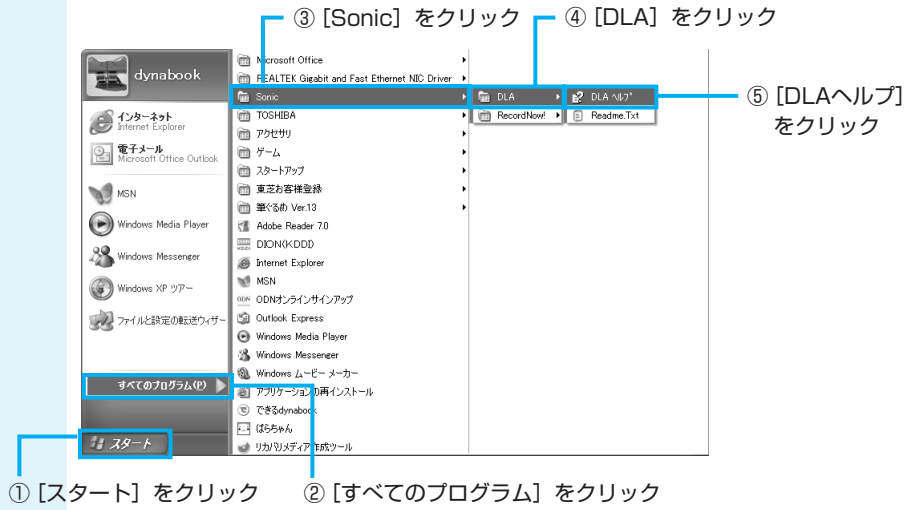 ③ [Sonic] をクリック
④ [DLA] をクリック
dynabook
インターネット
Internet Explorer
電子メール
Microsoft Office Outlook
MSN
Windows Media Player
Windows Messenger
Windows XP ツアー
ファイルと設定の転送ウィザー
すべてのプログラム(P)
スタート
Microsoft Office
REALTEK Gigabit and Fast Ethernet NIC Driver
Sonic
TOSHIBA
アクセサリ
ゲーム
スタートアップ
東芝お客様登録
筆ぐるめ Ver.13
Adobe Reader 7.0
DION(KDDI)
Internet Explorer
MSN
ODNオンラインサインアップ
Outlook Express
Windows Media Player
Windows Messenger
Windows ムービー メーカー
アプリケーションの再インストール
できるdynabook
ぱらちゃん
リカバリメディア作成ツール
DLA
RecordNow!
DLA ヘルプ
Readme.Txt
⑤ [DLAヘルプ]
をクリック
① [スタート] をクリック
② [すべてのプログラム] をクリック